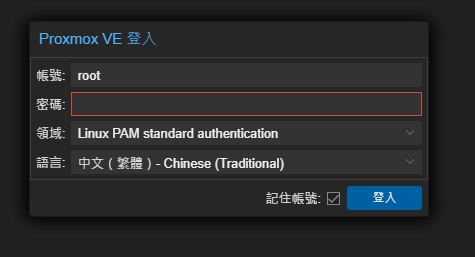 Proxmox VE 登入
帳號: root
密碼:
領域: Linux PAM standard authentication
語言: 中文 ( 繁體 ) - Chinese (Traditional)
記住帳號: 登入